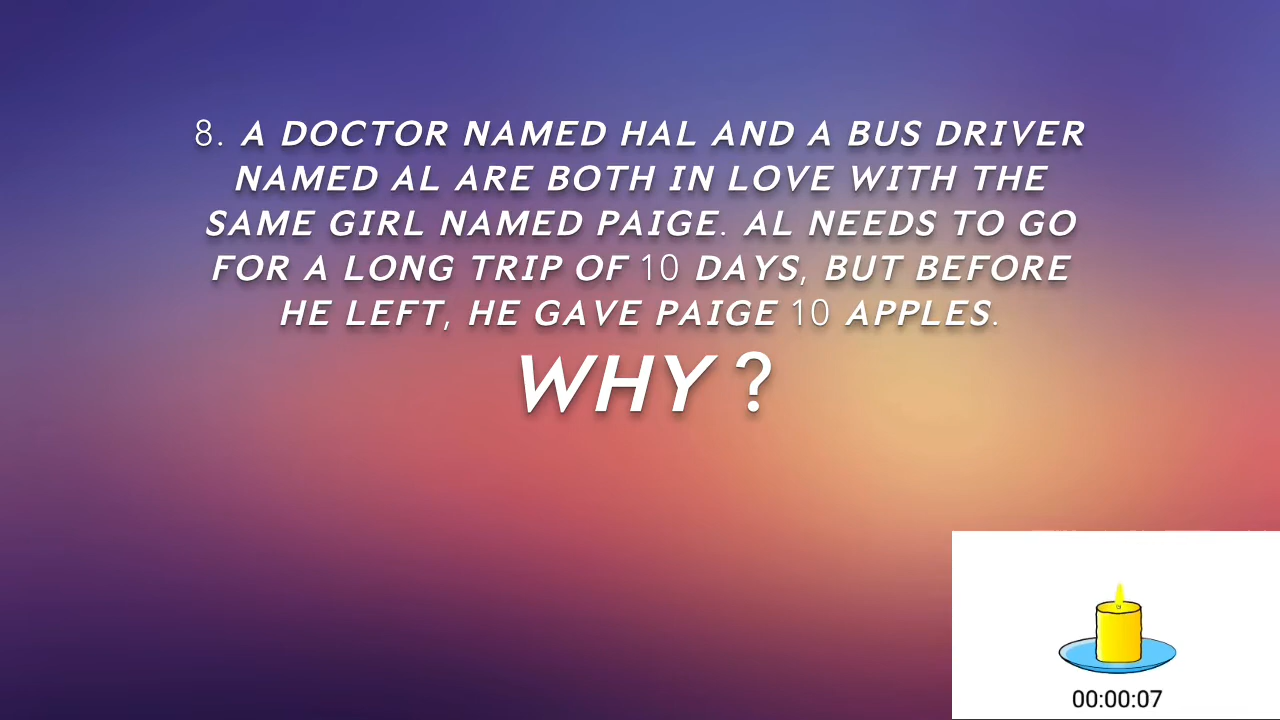 8. A DOCTOR NAMED HAL AND A BUS DRIVER
NAMED AL ARE BOTH IN LOVE WITH THE
SAME GIRL NAMED PAIGE. AL NEEDS TO GO
FOR A LONG TRIP OF 10 DAYS, BUT BEFORE
HE LEFT, HE GAVE PAIGE 10 APPLES.
WHY ?
00:00:07